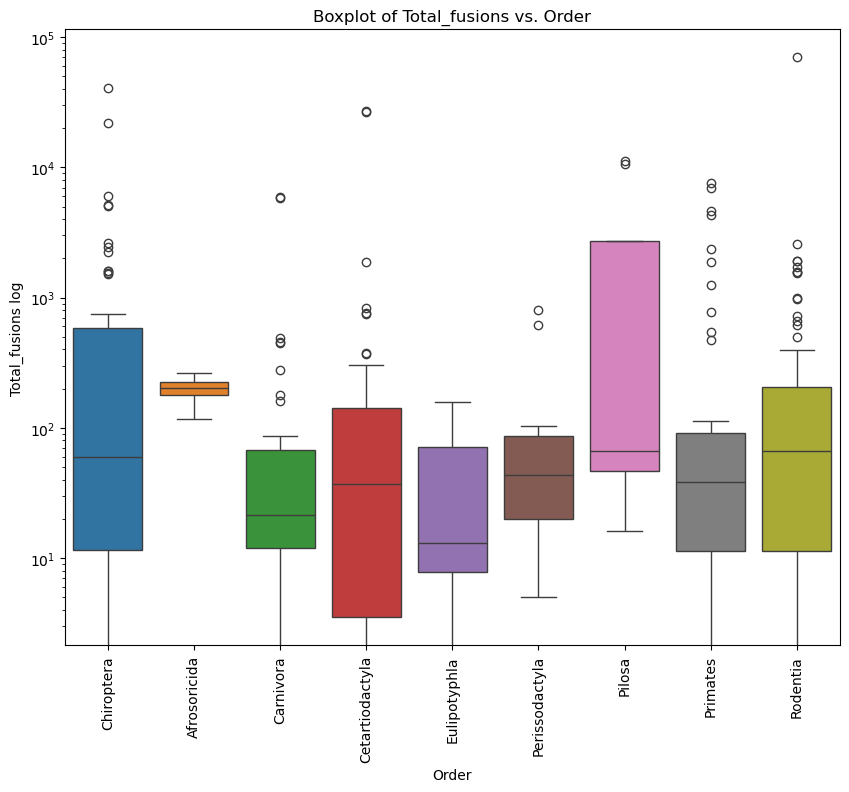 Boxplot of Total_fusions vs. Order
10^5
10^4
10^3
10^2
10^1
Total_fusions log
Chiroptera
Afrosoricida
Carnivora
Cetartiodactyla
Eulipotyphla
Perissodactyla
Pilosa
Primates
Rodentia
Order